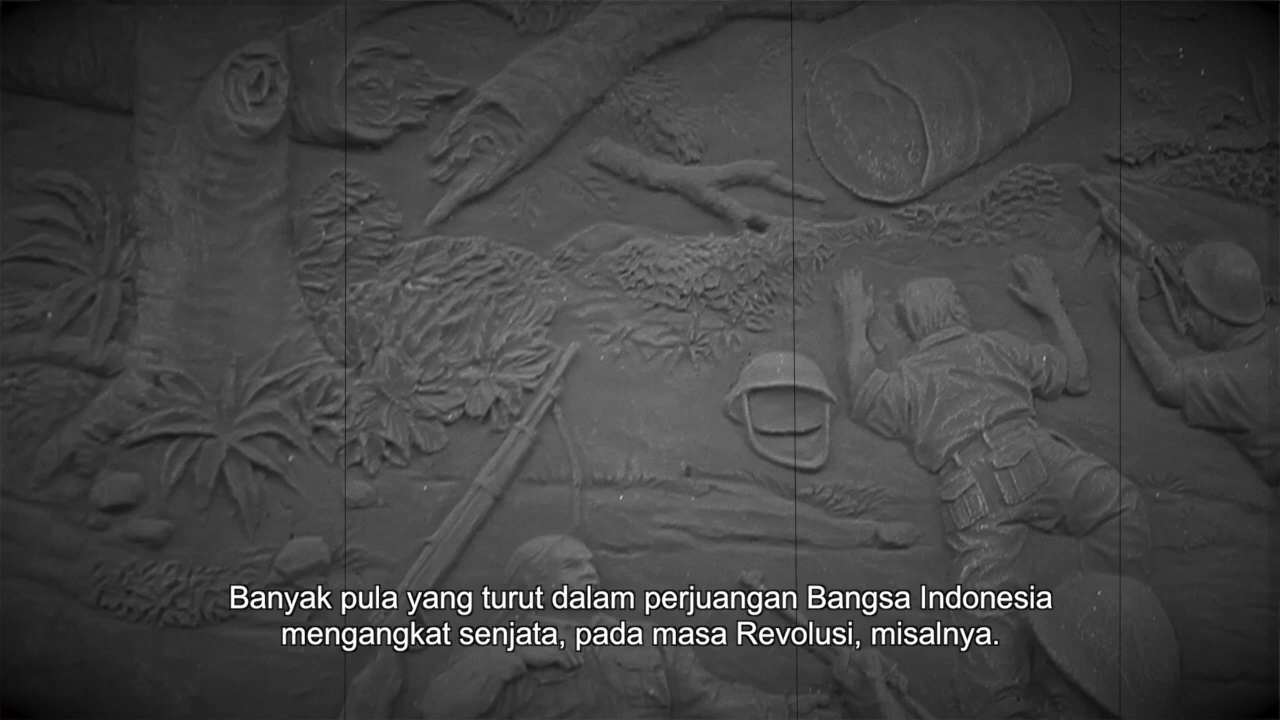 Banyak pula yang turut dalam perjuangan Bangsa Indonesia
mengangkat senjata, pada masa Revolusi, misalnya.